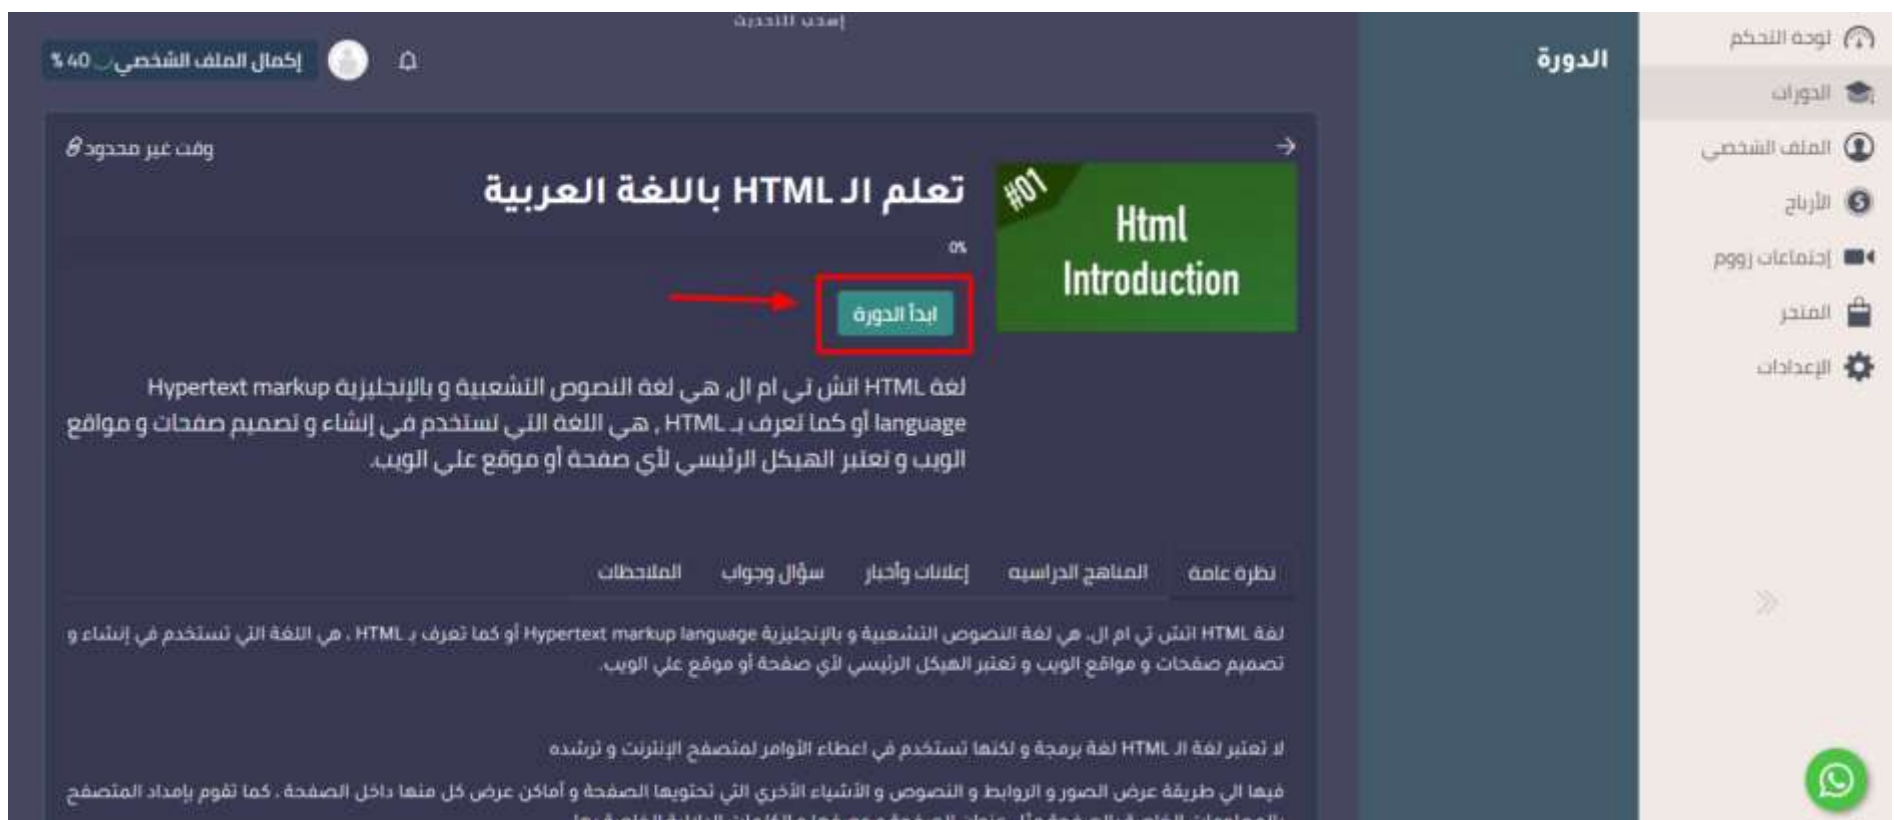 إسحب للتحديث
لوحة التحكم
الدورات
الملف الشخصي
الأرباح
إجتماعات زووم
المتجر
الإعدادات
الدورة
إكمال الملف الشخصي 40 %
وقت غير محدود
تعلم الـ HTML باللغة العربية
#01
Html
Introduction
0%
ابدأ الدورة
لغة HTML اتش تي ام ال, هي لغة النصوص التشعبية و بالإنجليزية Hypertext markup
language أو كما تعرف بـ HTML , هي اللغة التي تستخدم في إنشاء و تصميم صفحات و مواقع
الويب و تعتبر الهيكل الرئيسي لأي صفحة أو موقع علي الويب.
نظرة عامة
المناهج الدراسيه
إعلانات وأخبار
سؤال وجواب
الملاحظات
لغة HTML اتش تي ام ال, هي لغة النصوص التشعبية و بالإنجليزية Hypertext markup language أو كما تعرف بـ HTML , هي اللغة التي تستخدم في إنشاء و
تصميم صفحات و مواقع الويب و تعتبر الهيكل الرئيسي لأي صفحة أو موقع علي الويب.
لا تعتبر لغة الـ HTML لغة برمجة و لكنها تستخدم في اعطاء الأوامر لمتصفح الإنترنت و ترشده
فيها الي طريقة عرض الصور و الروابط و النصوص و الأشياء الأخري التي تحتويها الصفحة و أماكن عرض كل منها داخل الصفحة , كما تقوم بإمداد المتصفح